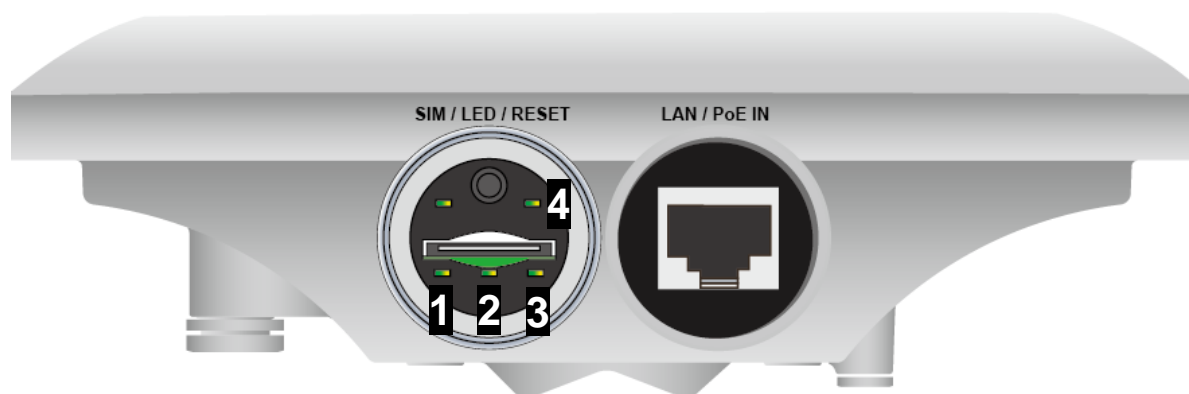 SIM / LED / RESET
LAN / PoE IN
4
1
2
3